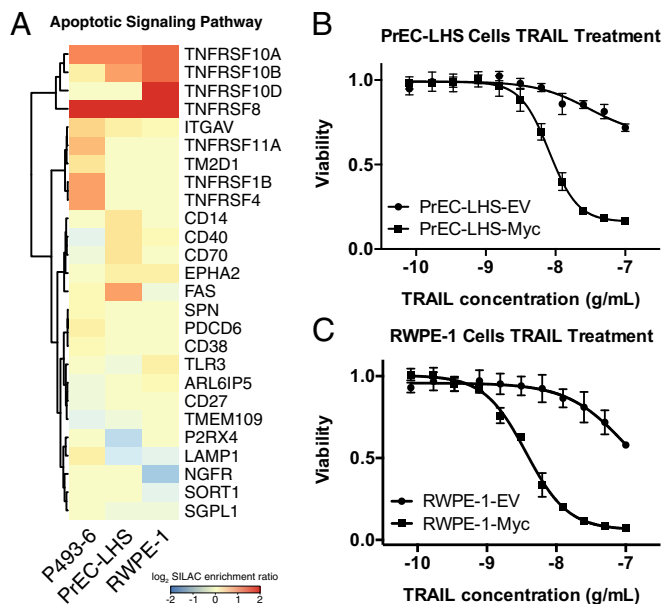 A
Apoptotic Signaling Pathway
TNFRSF10A
TNFRSF10B
TNFRSF10D
TNFRSF8
ITGAV
TNFRSF11A
TM2D1
TNFRSF1B
TNFRSF4
CD14
CD40
CD70
EPHA2
FAS
SPN
PDCD6
CD38
TLR3
ARL6IP5
CD27
TMEM109
P2RX4
LAMP1
NGFR
SORT1
SGPL1
P493-6
PrEC-LHS
RWPE-1
log2 SILAC enrichment ratio
-2 -1 0 1 2
B
PrEC-LHS Cells TRAIL Treatment
1.0
0.5
0.0
Viability
PrEC-LHS-EV
PrEC-LHS-Myc
-10 -9 -8 -7
TRAIL concentration (g/mL)
C
RWPE-1 Cells TRAIL Treatment
1.0
0.5
0.0
Viability
RWPE-1-EV
RWPE-1-Myc
-10 -9 -8 -7
TRAIL concentration (g/mL)